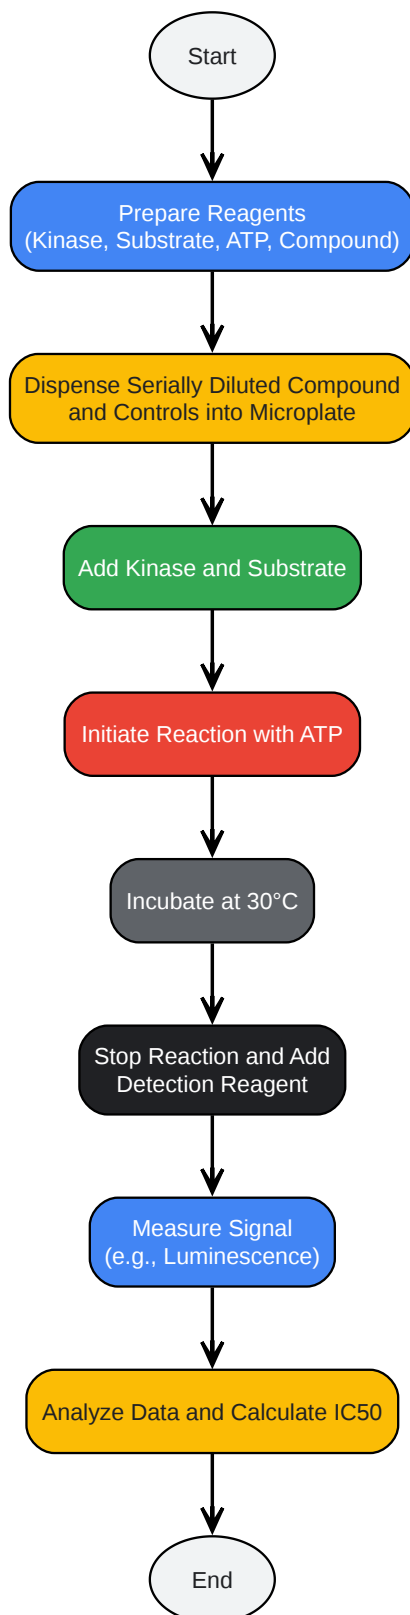 Start
Prepare Reagents
(Kinase, Substrate, ATP, Compound)
Dispense Serially Diluted Compound
and Controls into Microplate
Add Kinase and Substrate
Initiate Reaction with ATP
Incubate at 30°C
Stop Reaction and Add
Detection Reagent
Measure Signal
(e.g., Luminescence)
Analyze Data and Calculate IC50
End